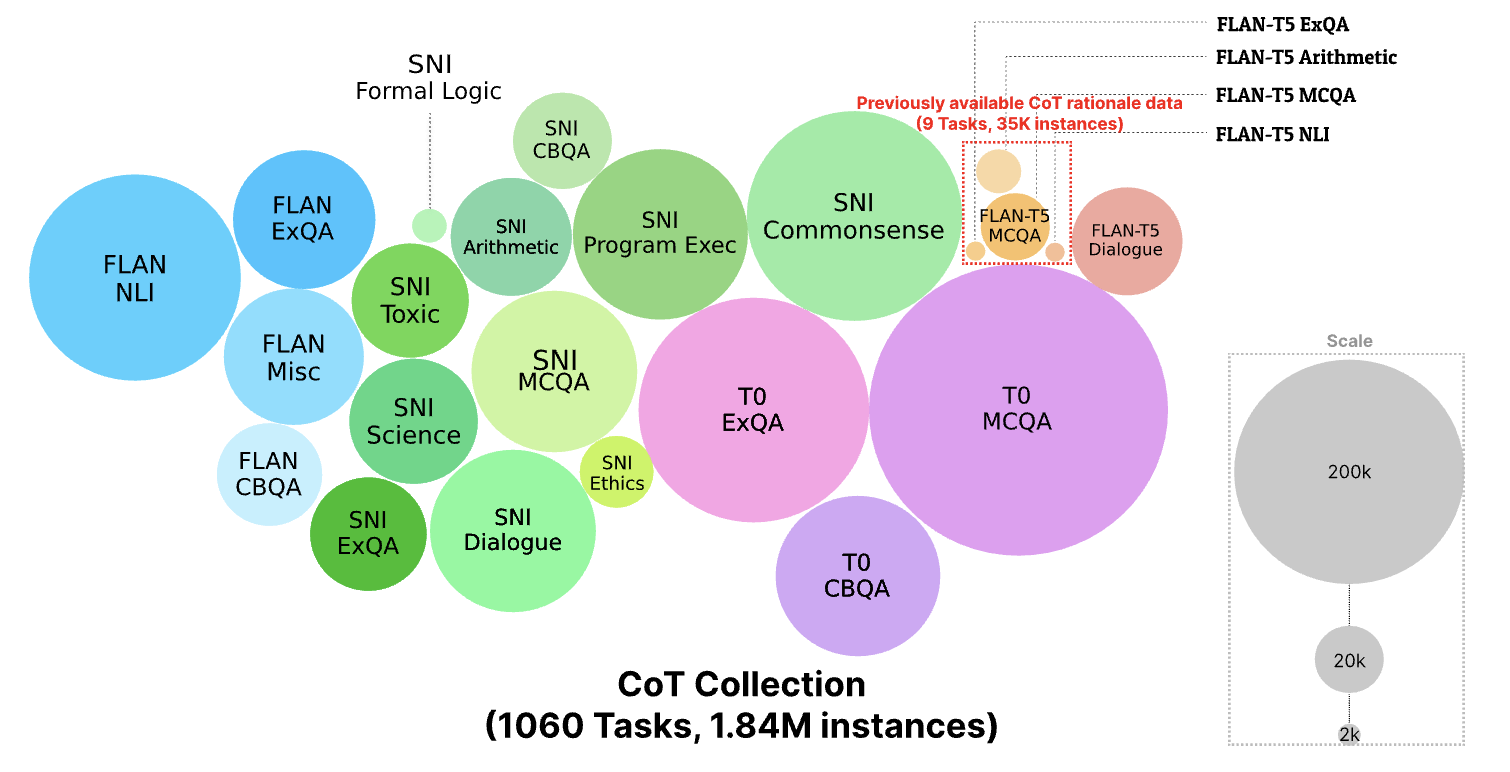 FLAN-T5 ExQA
FLAN-T5 Arithmetic
FLAN-T5 MCQA
FLAN-T5 NLI
Previously available CoT rationale data
(9 Tasks, 35K instances)
SNI
Formal Logic
SNI
CBQA
FLAN
ExQA
FLAN
NLI
SNI
Arithmetic
SNI
Program Exec
SNI
Commonsense
FLAN-T5
MCQA
FLAN-T5
Dialogue
SNI
Toxic
FLAN
Misc
SNI
MCQA
SNI
Science
T0
ExQA
T0
MCQA
FLAN
CBQA
SNI
Ethics
SNI
ExQA
SNI
Dialogue
T0
CBQA
Scale
200k
20k
2k
CoT Collection
(1060 Tasks, 1.84M instances)